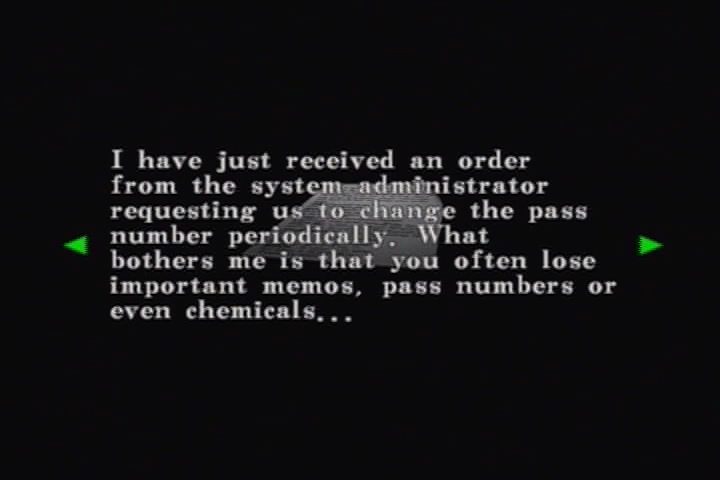 I have just received an order
from the system administrator
requesting us to change the pass
number periodically. What
bothers me is that you often lose
important memos, pass numbers or
even chemicals...